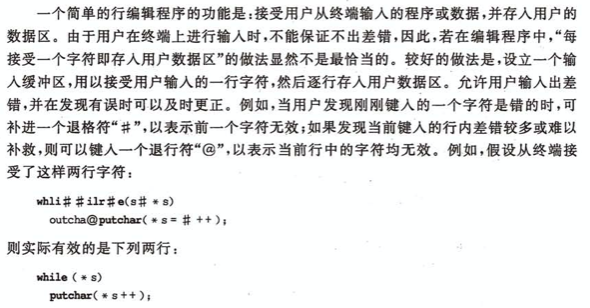 一个简单的行编辑程序的功能是:接受用户从终端输入的程序或数据,并存入用户的
数据区。由于用户在终端上进行输入时,不能保证不出差错,因此,若在编辑程序中,“每
接受一个字符即存入用户数据区”的做法显然不是最恰当的。较好的做法是,设立一个输
入缓冲区,用以接受用户输入的一行字符,然后逐行存入用户数据区。允许用户输入出差
错,并在发现有误时可以及时更正。例如,当用户发现刚刚键入的一个字符是错的时,可
补进一个退格符“#”,以表示前一个字符无效;如果发现当前键入的行内差错较多或难以
补救,则可以键入一个退行符“@”,以表示当前行中的字符均无效。例如,假设从终端接
受了这样两行字符:
whli##ilr#e(s#*s)
outcha@putchar(*s=#++);
则实际有效的是下列两行:
while (*s)
putchar(*s++);